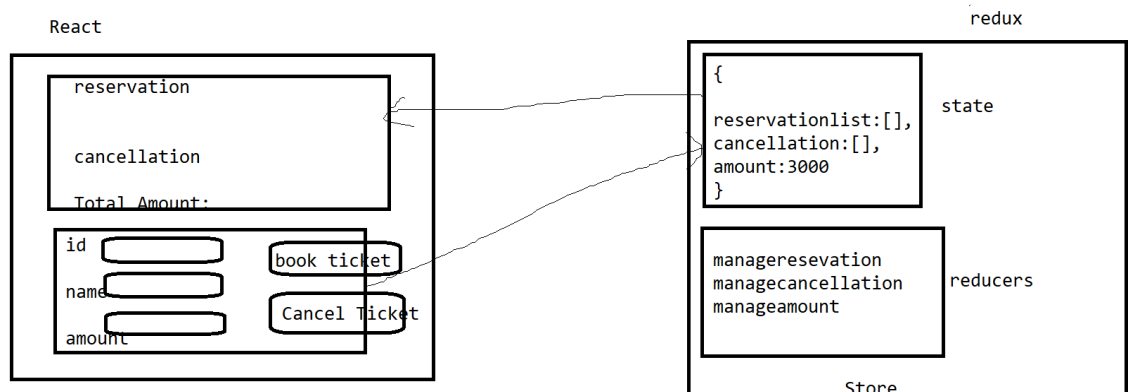 React
redux
reservation
cancellation
Total Amount:
id
name
amount
book ticket
Cancel Ticket
{
reservationlist:[],
cancellation:[],
amount:3000
}
state
manageresevation
managecancellation
manageamount
reducers
Store